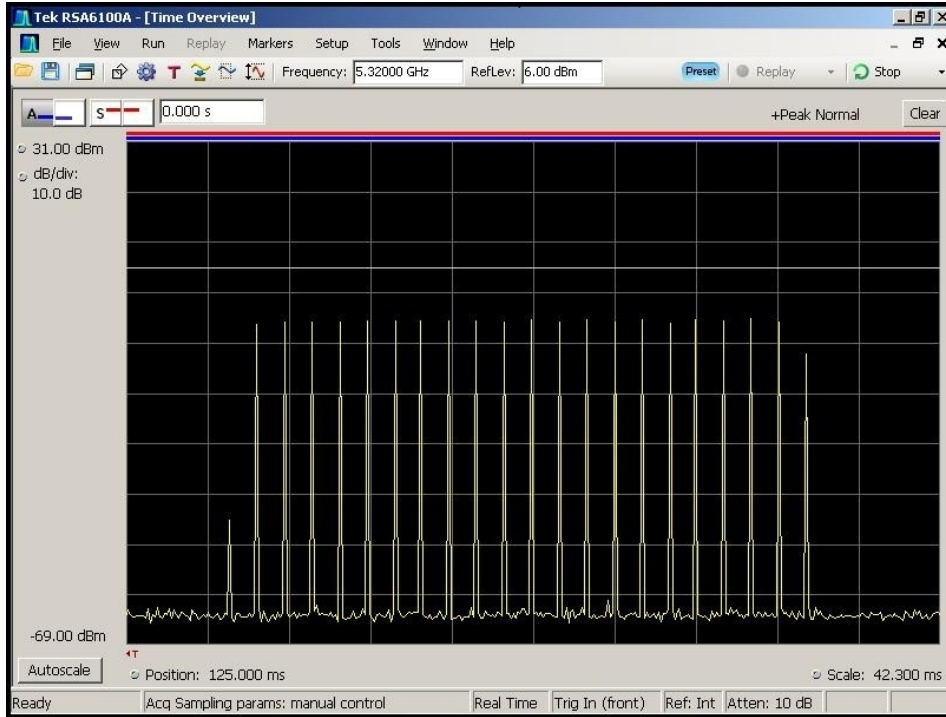 Tek RSA6100A - [Time Overview]
File View Run Replay Markers Setup Tools Window Help
T Frequency: 5.32000 GHz RefLev: 6.00 dBm Preset Replay Stop
A S 0.000 s +Peak Normal Clear
31.00 dBm
dB/div:
10.0 dB
-69.00 dBm
T
Autoscale Position: 125.000 ms Scale: 42.300 ms
Ready Acq Sampling params: manual control Real Time Trig In (front) Ref: Int Atten: 10 dB